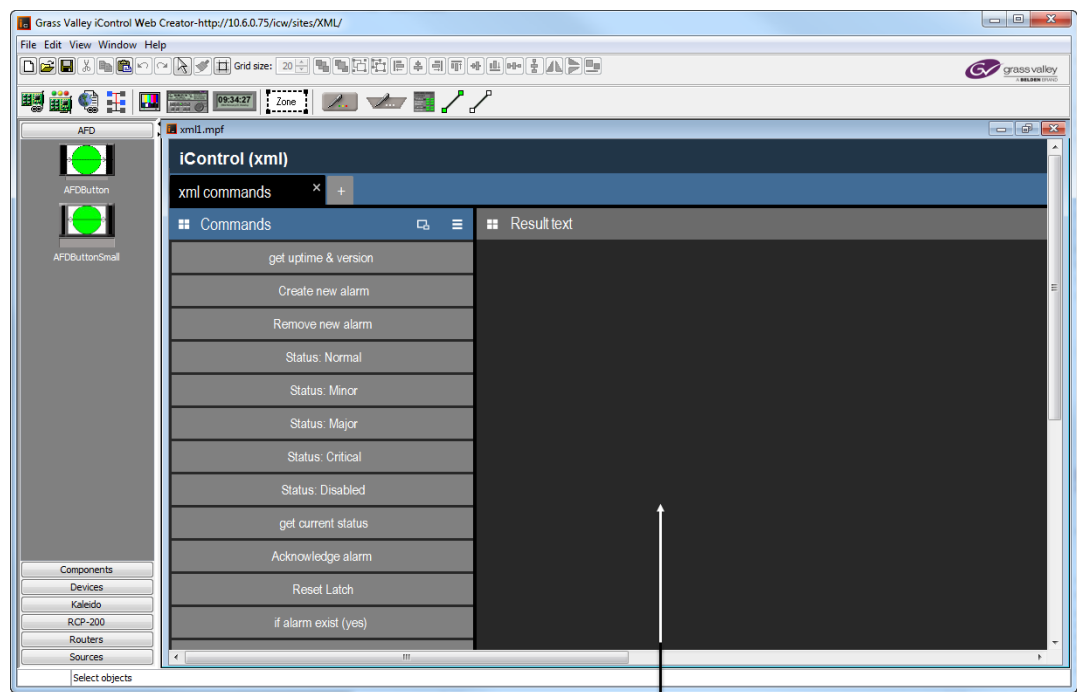 Grass Valley iControl Web Creator-http://10.6.0.75/icw/sites/XML/
File Edit View Window Help
Grid size: 20
grassvalley
A BELDEN BRAND
09:34:27
Zone
AFD
xml1.mpf
AFDButton
AFDButtonSmall
iControl (xml)
xml commands × +
Commands
Result text
get uptime & version
Create new alarm
Remove new alarm
Status: Normal
Status: Minor
Status: Major
Status: Critical
Status: Disabled
get current status
Acknowledge alarm
Reset Latch
if alarm exist (yes)
Components
Devices
Kaleido
RCP-200
Routers
Sources
Select objects